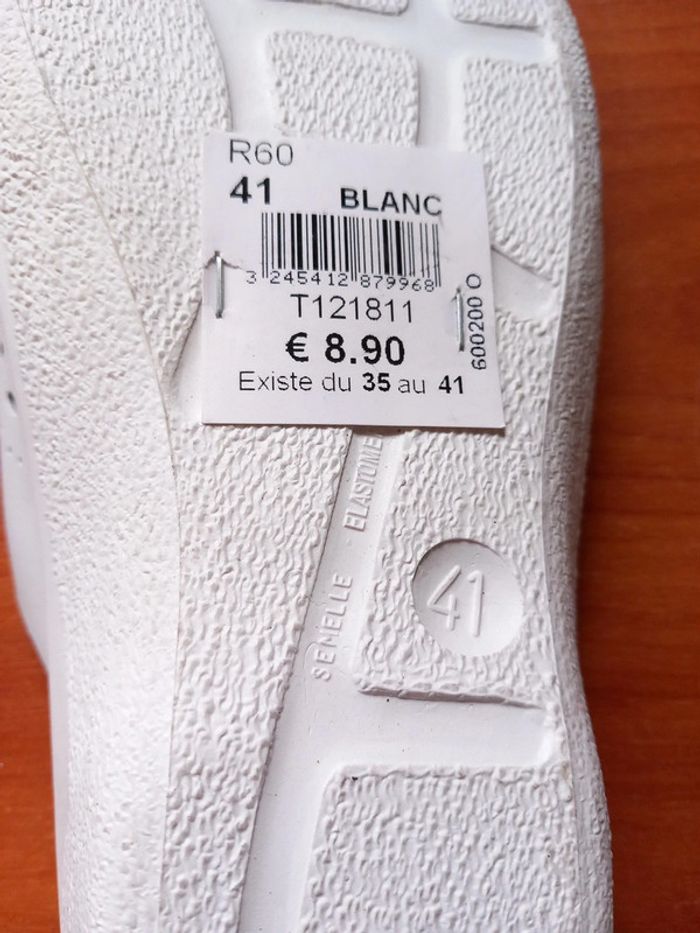 R60
41 BLANC
3 245412 879968
T121811
€ 8.90
Existe du 35 au 41
600200 O
SEMELLE ELASTOME
41